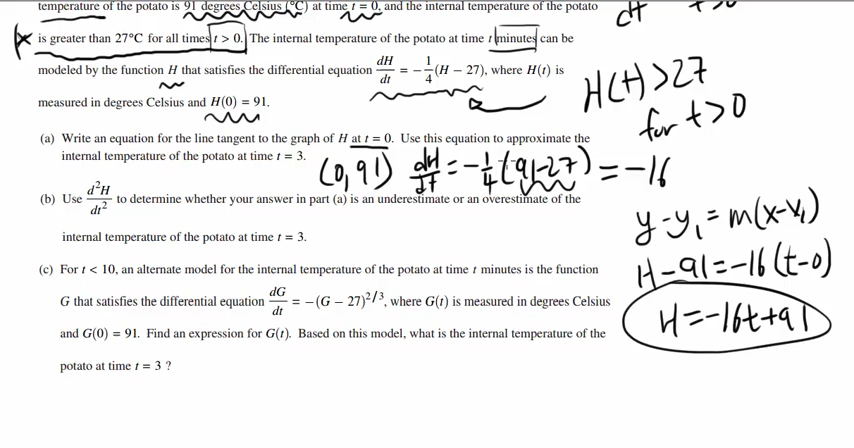 temperature of the potato is 91 degrees Celsius (°C) at time t = 0, and the internal temperature of the potato
is greater than 27°C for all times t > 0. The internal temperature of the potato at time t minutes can be
modeled by the function H that satisfies the differential equation dH/dt = -1/4(H − 27), where H(t) is
measured in degrees Celsius and H(0) = 91.
dt t>0
H(t)>27
for t>0
(a) Write an equation for the line tangent to the graph of H at t = 0. Use this equation to approximate the
internal temperature of the potato at time t = 3.
(0,91) dH/dt = -1/4(91-27) = -16
(b) Use d²H/dt² to determine whether your answer in part (a) is an underestimate or an overestimate of the
internal temperature of the potato at time t = 3.
y-y₁=m(x-x₁)
H-91=-16(t-0)
H=-16t+91
(c) For t < 10, an alternate model for the internal temperature of the potato at time t minutes is the function
G that satisfies the differential equation dG/dt = −(G − 27)^2/3, where G(t) is measured in degrees Celsius
and G(0) = 91. Find an expression for G(t). Based on this model, what is the internal temperature of the
potato at time t = 3 ?